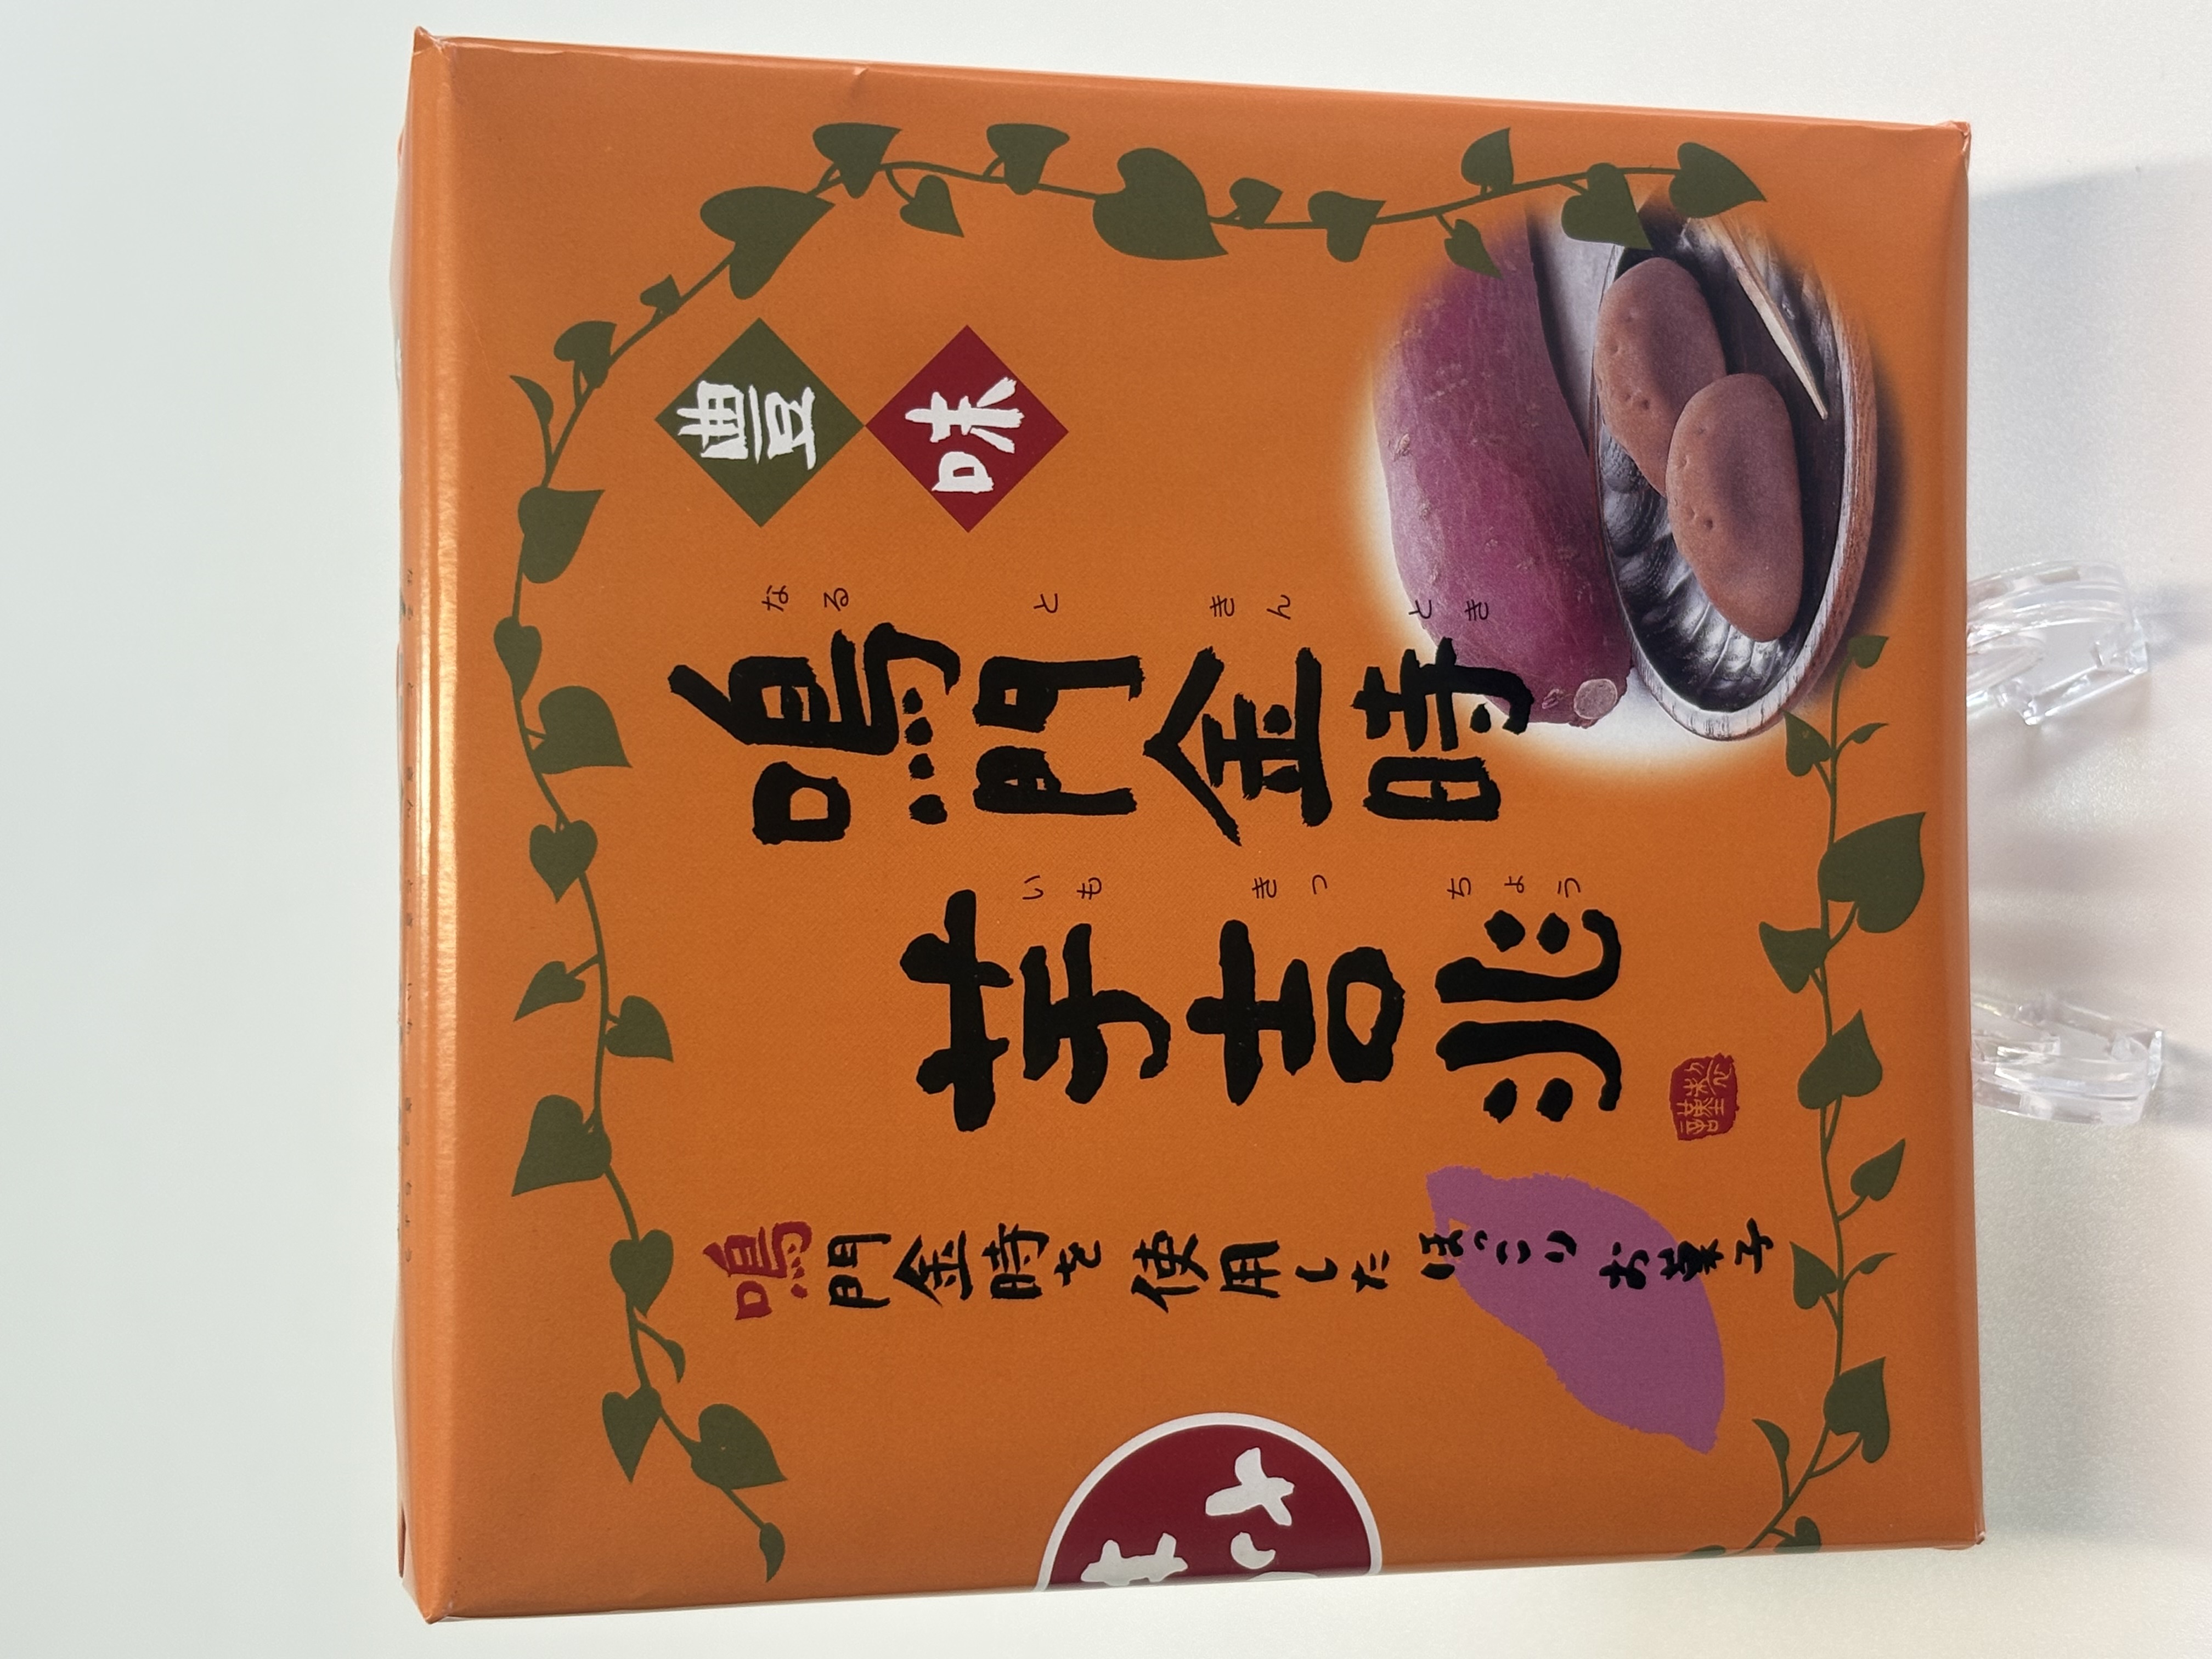 豊味
なると きんとき
鳴門金時
いも きっちょう
芋吉兆
鳴門金時を使用したほっこりお菓子